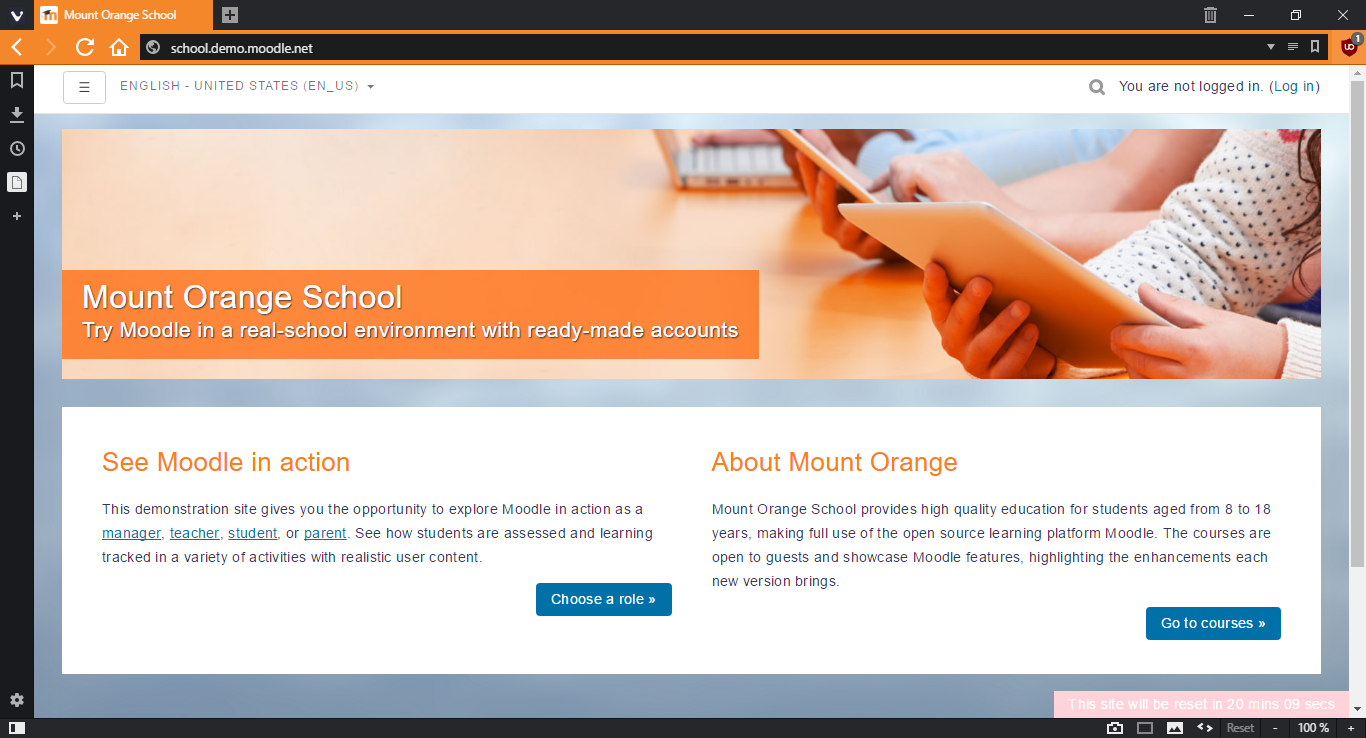 Mount Orange School
school.demo.moodle.net
1
ENGLISH - UNITED STATES (EN_US)
You are not logged in. (Log in)
Mount Orange School
Try Moodle in a real-school environment with ready-made accounts
See Moodle in action
This demonstration site gives you the opportunity to explore Moodle in action as a
manager, teacher, student, or parent. See how students are assessed and learning
tracked in a variety of activities with realistic user content.
Choose a role »
About Mount Orange
Mount Orange School provides high quality education for students aged from 8 to 18
years, making full use of the open source learning platform Moodle. The courses are
open to guests and showcase Moodle features, highlighting the enhancements each
new version brings.
Go to courses »
This site will be reset in 20 mins 09 secs
Reset - 100 % +